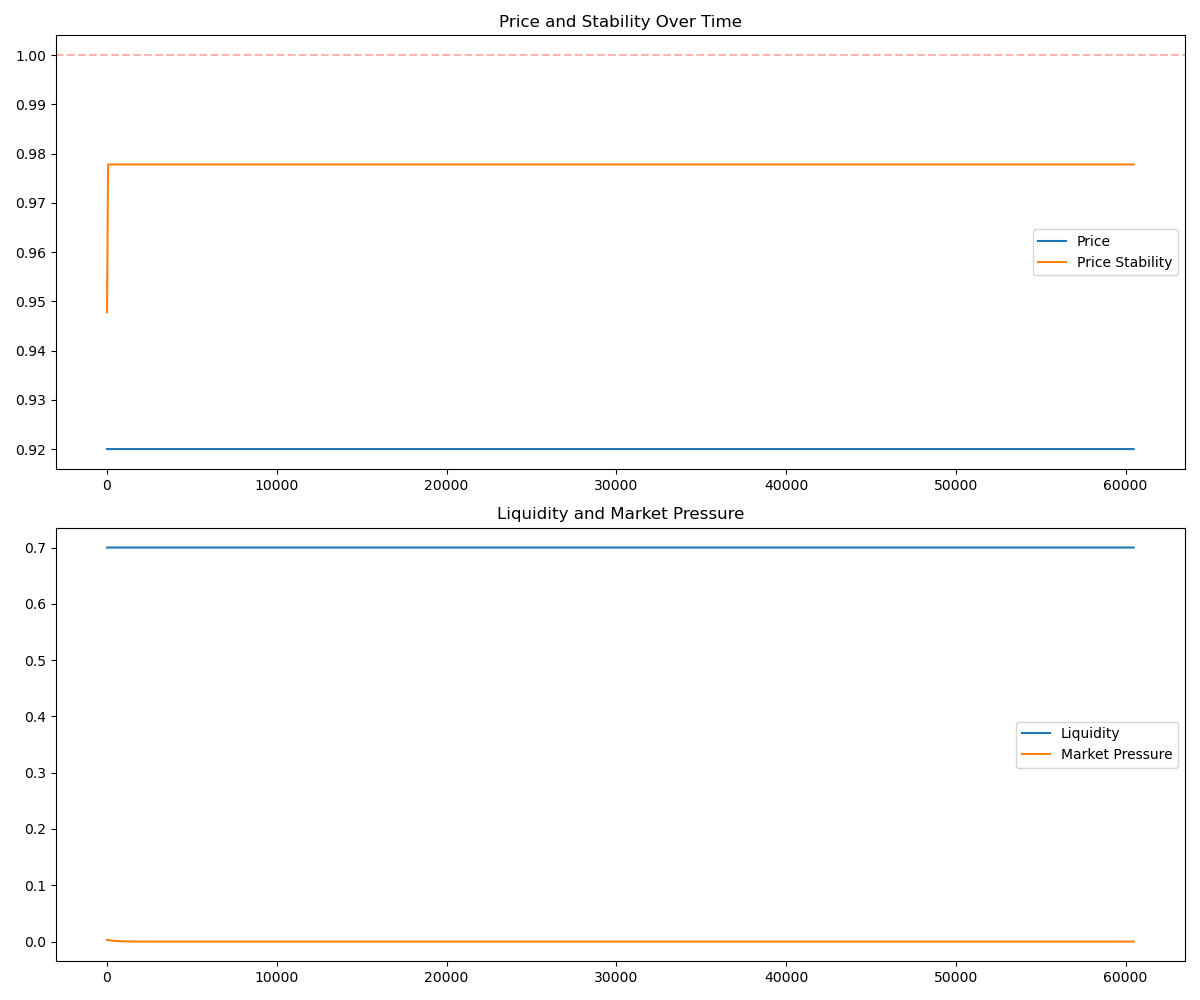 Price and Stability Over Time
1.00
0.99
0.98
0.97
0.96
0.95
0.94
0.93
0.92
Price
Price Stability
0 10000 20000 30000 40000 50000 60000
Liquidity and Market Pressure
0.7
0.6
0.5
0.4
0.3
0.2
0.1
0.0
Liquidity
Market Pressure
0 10000 20000 30000 40000 50000 60000